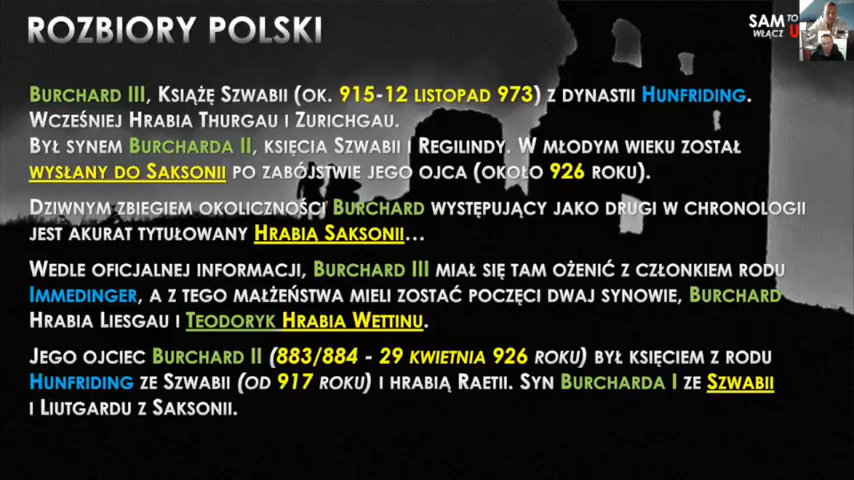 ROZBIORY POLSKI
SAM TO
WŁĄCZ U
BURCHARD III, KSIĄŻĘ SZWABII (OK. 915-12 LISTOPAD 973) Z DYNASTII HUNFRIDING.
WCZEŚNIEJ HRABIA THURGAU I ZURICHGAU.
BYŁ SYNEM BURCHARDA II, KSIĘCIA SZWABII I REGILINDY. W MŁODYM WIEKU ZOSTAŁ
WYSŁANY DO SAKSONII PO ZABÓJSTWIE JEGO OJCA (OKOŁO 926 ROKU).
DZIWNYM ZBIEGIEM OKOLICZNOŚCI BURCHARD WYSTĘPUJĄCY JAKO DRUGI W CHRONOLOGII
JEST AKURAT TYTUŁOWANY HRABIĄ SAKSONII...
WEDLE OFICJALNEJ INFORMACJI, BURCHARD III MIAŁ SIĘ TAM OŻENIĆ Z CZŁONKIEM RODU
IMMEDINGER, A Z TEGO MAŁŻEŃSTWA MIELI ZOSTAĆ POCZĘCI DWAJ SYNOWIE, BURCHARD
HRABIA LIESGAU I TEODORYK HRABIA WETTINU.
JEGO OJCIEC BURCHARD II (883/884 - 29 KWIETNIA 926 ROKU) BYŁ KSIĘCIEM Z RODU
HUNFRIDING ZE SZWABII (OD 917 ROKU) I HRABIĄ RAETII. SYN BURCHARDA I ZE SZWABII
I LIUTGARDU Z SAKSONII.